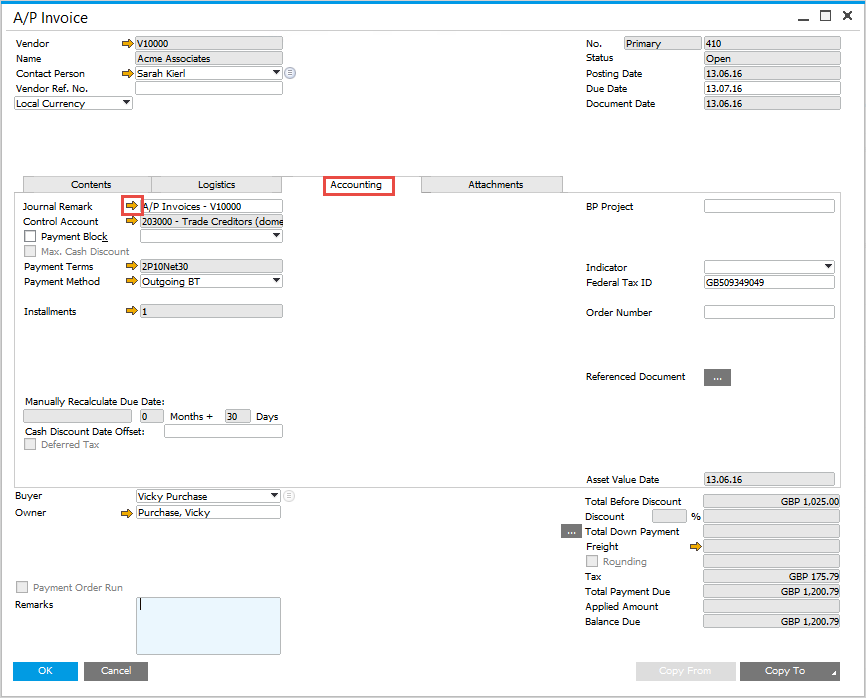 A/P Invoice
Vendor V10000 No. Primary 410
Name Acme Associates Status Open
Contact Person Sarah Kierl Posting Date 13.06.16
Vendor Ref. No. Due Date 13.07.16
Local Currency Document Date 13.06.16
Contents Logistics Accounting Attachments
Journal Remark A/P Invoices - V10000 BP Project
Control Account 203000 - Trade Creditors (dome
Payment Block
Max. Cash Discount
Payment Terms 2P10Net30 Indicator
Payment Method Outgoing BT Federal Tax ID GB509349049
Installments 1 Order Number
Referenced Document ...
Manually Recalculate Due Date:
0 Months + 30 Days
Cash Discount Date Offset:
Deferred Tax
Asset Value Date 13.06.16
Buyer Vicky Purchase Total Before Discount GBP 1,025.00
Owner Purchase, Vicky Discount %
... Total Down Payment
Freight
Rounding
Tax GBP 175.79
Payment Order Run Total Payment Due GBP 1,200.79
Remarks Applied Amount
Balance Due GBP 1,200.79
OK Cancel Copy From Copy To